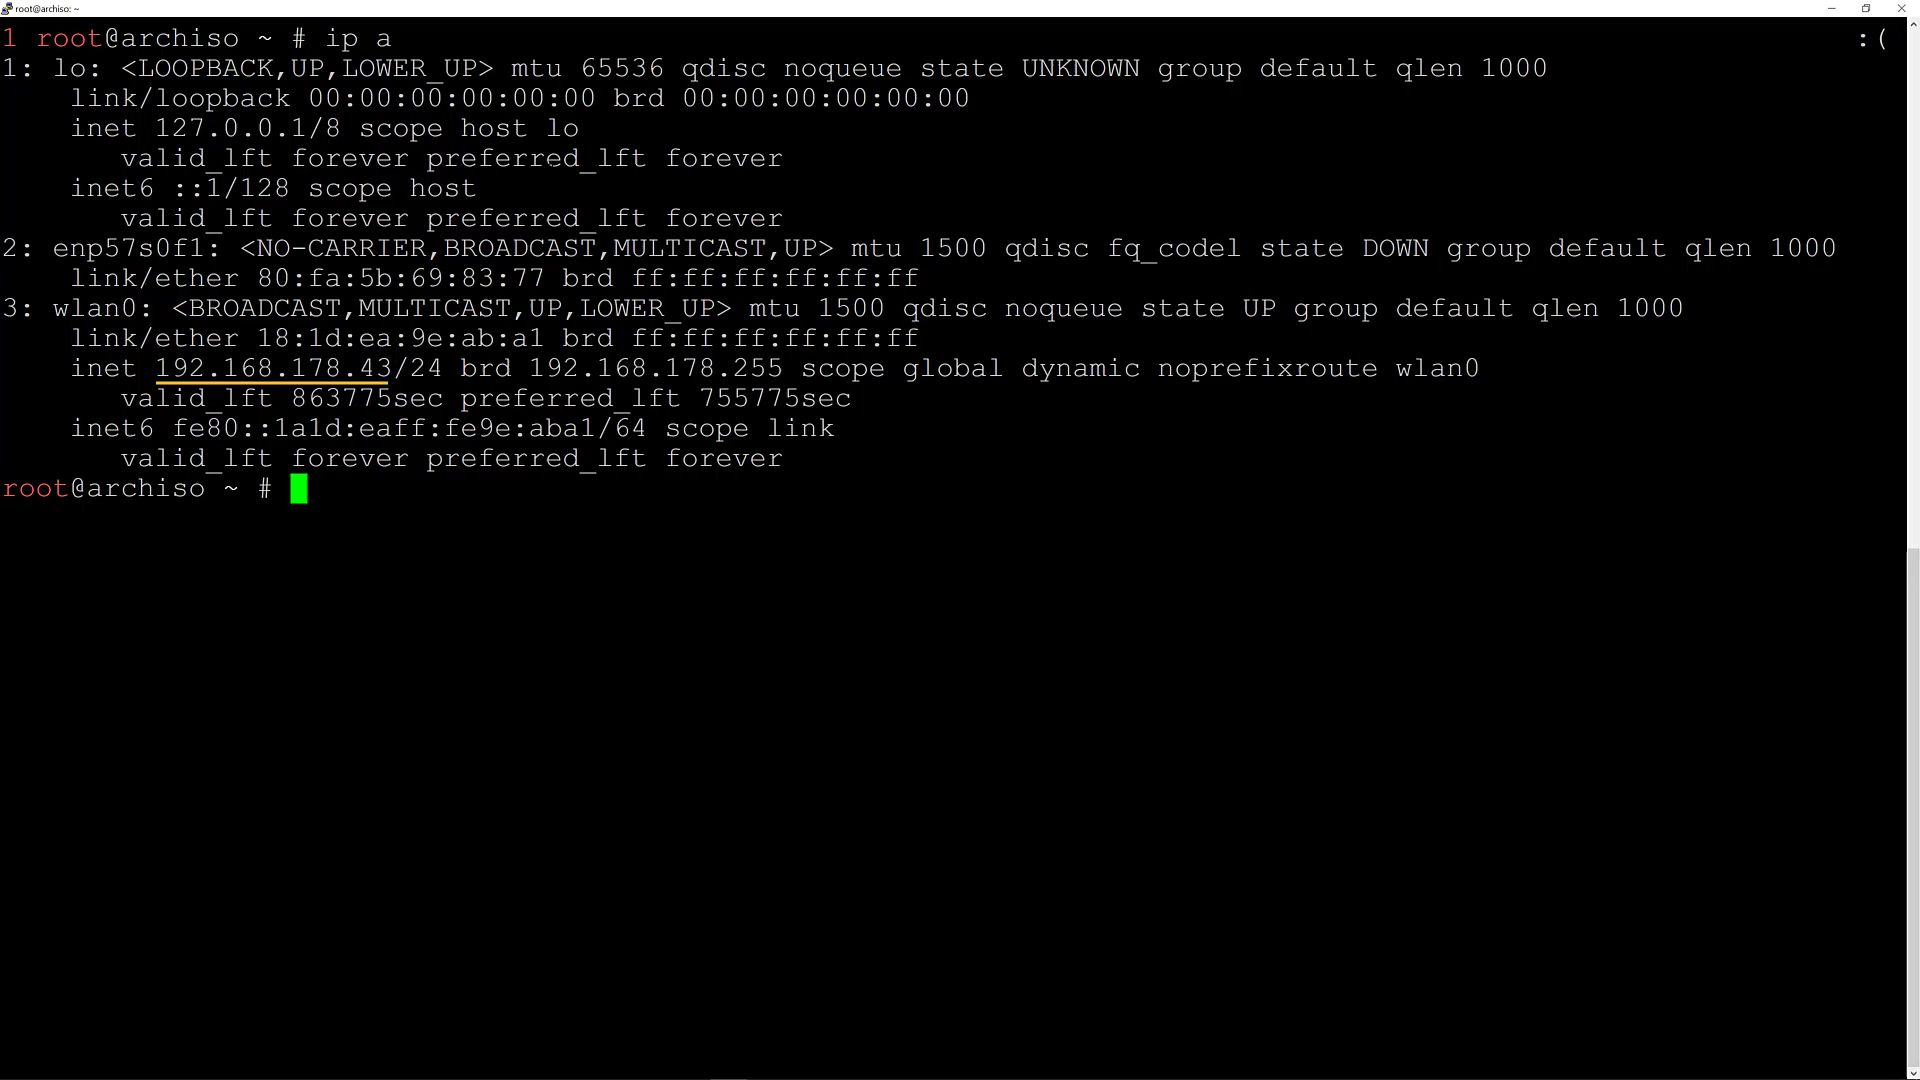 root@archiso: ~
1 root@archiso ~ # ip a :(
1: lo: <LOOPBACK,UP,LOWER_UP> mtu 65536 qdisc noqueue state UNKNOWN group default qlen 1000
    link/loopback 00:00:00:00:00:00 brd 00:00:00:00:00:00
    inet 127.0.0.1/8 scope host lo
       valid_lft forever preferred_lft forever
    inet6 ::1/128 scope host
       valid_lft forever preferred_lft forever
2: enp57s0f1: <NO-CARRIER,BROADCAST,MULTICAST,UP> mtu 1500 qdisc fq_codel state DOWN group default qlen 1000
    link/ether 80:fa:5b:69:83:77 brd ff:ff:ff:ff:ff:ff
3: wlan0: <BROADCAST,MULTICAST,UP,LOWER_UP> mtu 1500 qdisc noqueue state UP group default qlen 1000
    link/ether 18:1d:ea:9e:ab:a1 brd ff:ff:ff:ff:ff:ff
    inet 192.168.178.43/24 brd 192.168.178.255 scope global dynamic noprefixroute wlan0
       valid_lft 863775sec preferred_lft 755775sec
    inet6 fe80::1a1d:eaff:fe9e:aba1/64 scope link
       valid_lft forever preferred_lft forever
root@archiso ~ #